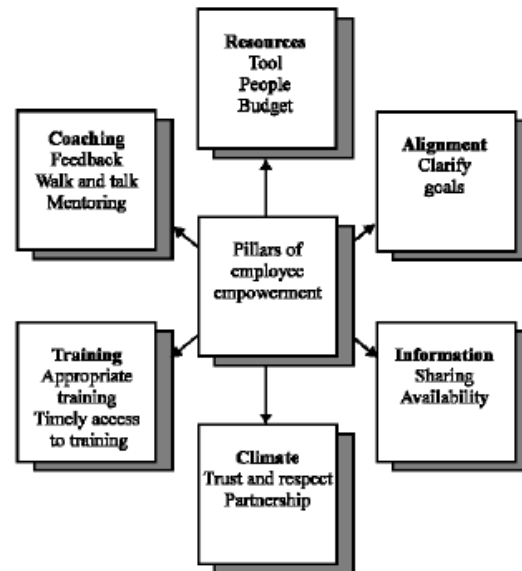 Resources
Tool
People
Budget
Coaching
Feedback
Walk and talk
Mentoring
Alignment
Clarify
goals
Pillars of
employee
empowerment
Training
Appropriate
training
Timely access
to training
Information
Sharing
Availability
Climate
Trust and respect
Partnership